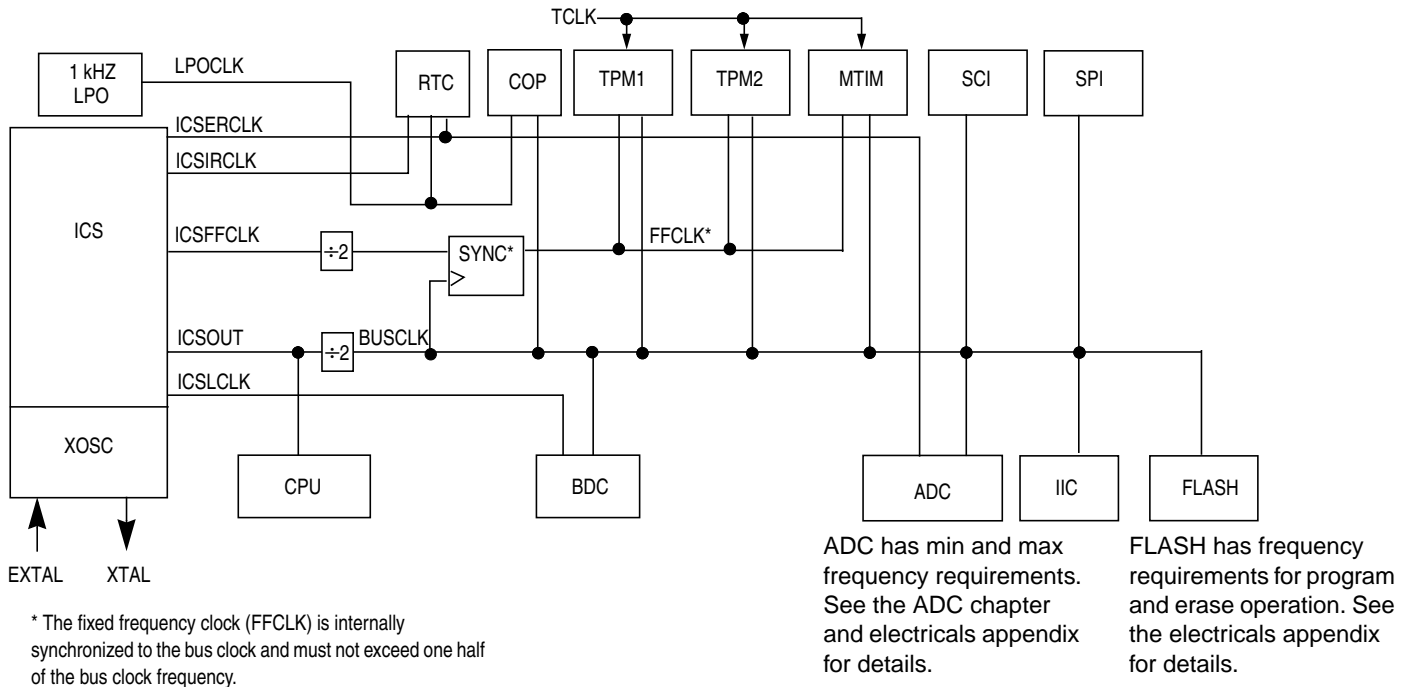 TCLK
1 kHZ
LPO
LPOCLK
RTC
COP
TPM1
TPM2
MTIM
SCI
SPI
ICSERCLK
ICSIRCLK
ICS
ICSFFCLK
÷2
SYNC*
FFCLK*
ICSOUT
÷2
BUSCLK
ICSLCLK
XOSC
CPU
BDC
ADC
IIC
FLASH
EXTAL
XTAL
ADC has min and max
frequency requirements.
See the ADC chapter
and electricals appendix
for details.
FLASH has frequency
requirements for program
and erase operation. See
the electricals appendix
for details.
* The fixed frequency clock (FFCLK) is internally
synchronized to the bus clock and must not exceed one half
of the bus clock frequency.